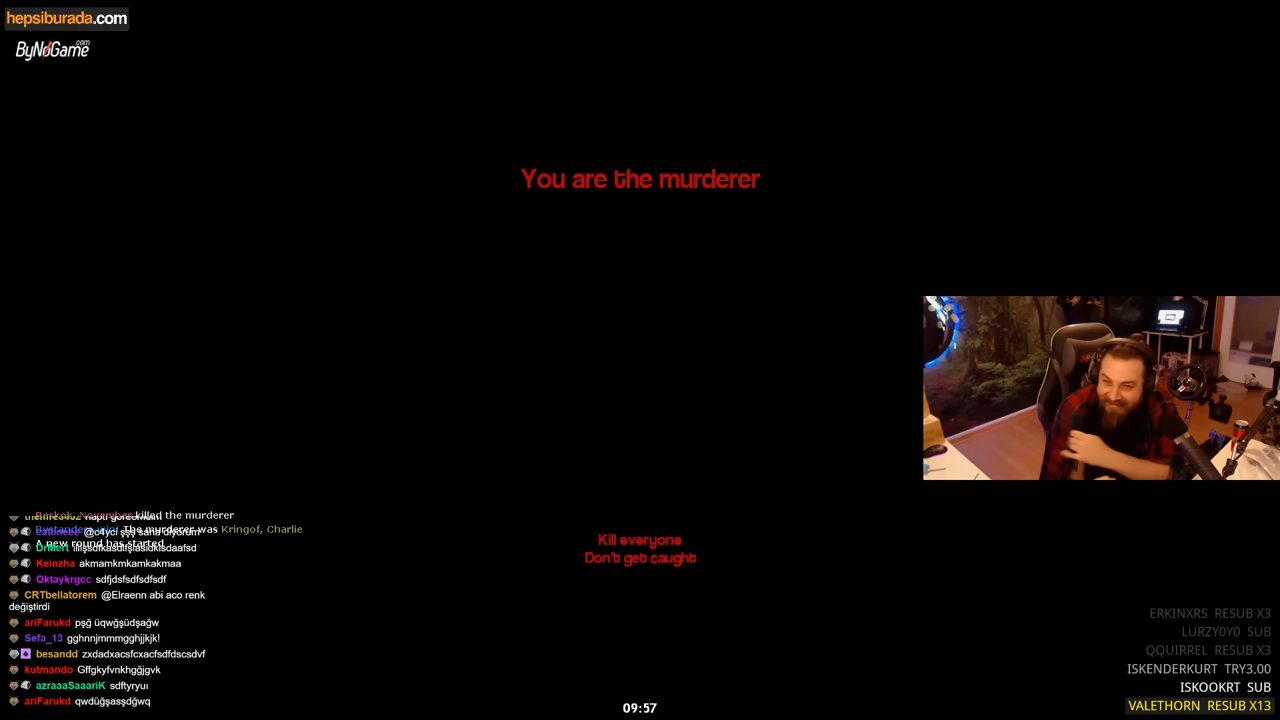 hepsiburada.com
ByNoGame.com
You are the murderer
killed the murderer
The murderer was Kringof, Charlie
A new round has started
DrMert
Keinzha akmamkmkamkakmaa
Oktaykrgcc sdfjdsfsdfsdfsdf
CRTbellatorem @Elraenn abi aco renk
değiştirdi
ariFarukd pşğ üqwğşüdşağw
Sefa_13 gghnnjmmmgghjjkjk!
besandd zxdadxacsfcxacfsdfdscsdvf
kutmando Gffgkyfvnkhgğjgvk
azraaaSaaariK sdftyryuı
ariFarukd qwdüğşasşdğwq
Kill everyone
Don't get caught
09:57
ERKINXRS RESUB X3
LURZY0Y0 SUB
QQUIRREL RESUB X3
ISKENDERKURT TRY3.00
ISKOOKRT SUB
VALETHORN RESUB X13